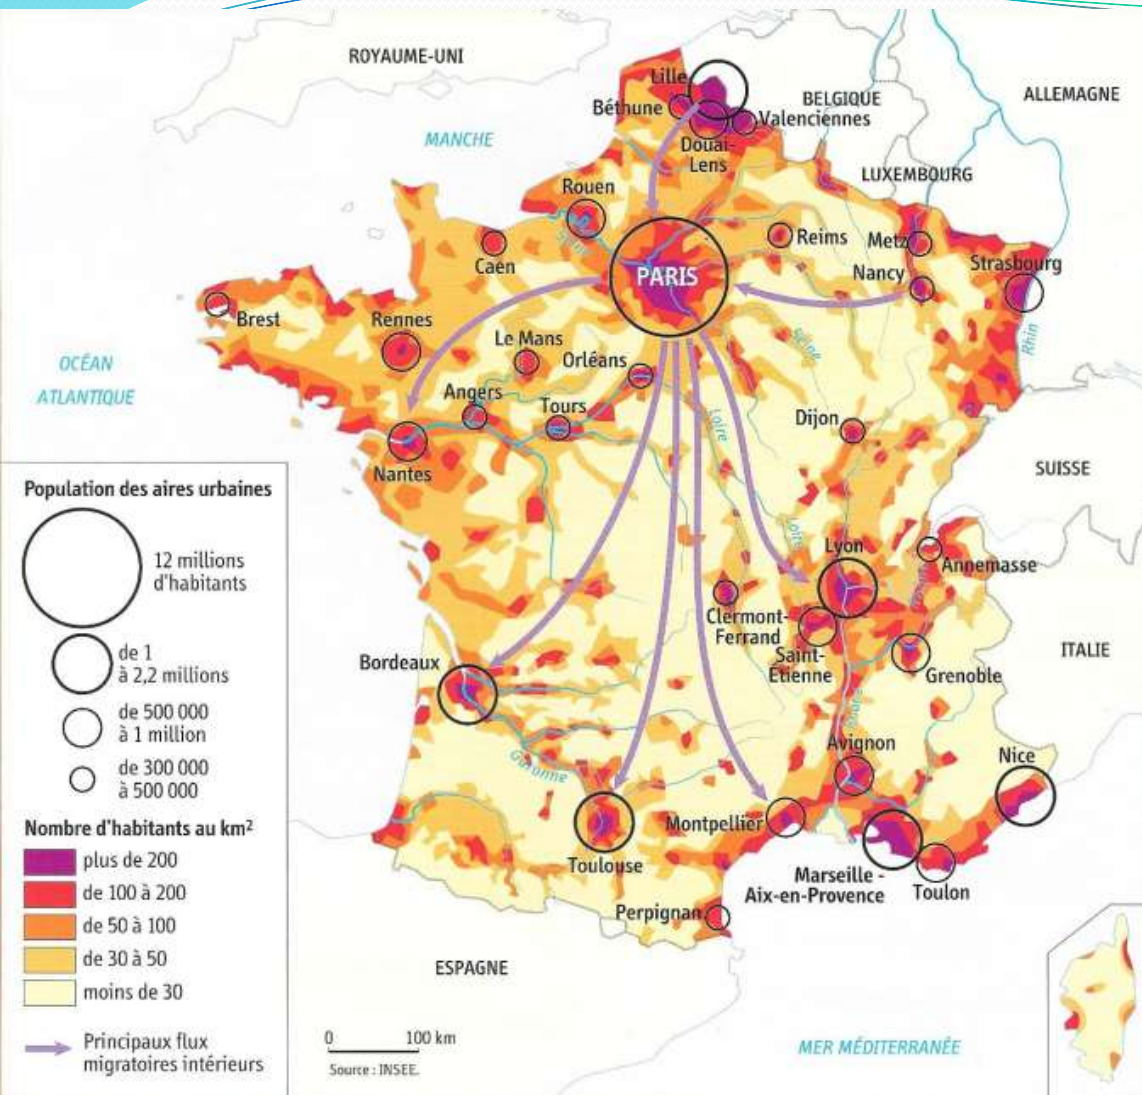 ROYAUME-UNI
MANCHE
BELGIQUE
ALLEMAGNE
LUXEMBOURG
Lille
Béthune
Valenciennes
Douai-
Lens
Rouen
Seine
Caen
PARIS
Reims
Metz
Nancy
Strasbourg
Rhin
Brest
Rennes
Le Mans
Orléans
Seine
OCÉAN
ATLANTIQUE
Angers
Tours
Loire
Dijon
Nantes
SUISSE
Loire
Lyon
Annemasse
Clermont-
Ferrand
Saint-
Étienne
Grenoble
ITALIE
Bordeaux
Garonne
Avignon
Nice
Montpellier
Toulouse
Marseille -
Aix-en-Provence
Toulon
Perpignan
ESPAGNE
MER MÉDITERRANÉE
Population des aires urbaines
12 millions
d'habitants
de 1
à 2,2 millions
de 500 000
à 1 million
de 300 000
à 500 000
Nombre d'habitants au km²
plus de 200
de 100 à 200
de 50 à 100
de 30 à 50
moins de 30
Principaux flux
migratoires intérieurs
0 100 km
Source : INSEE.